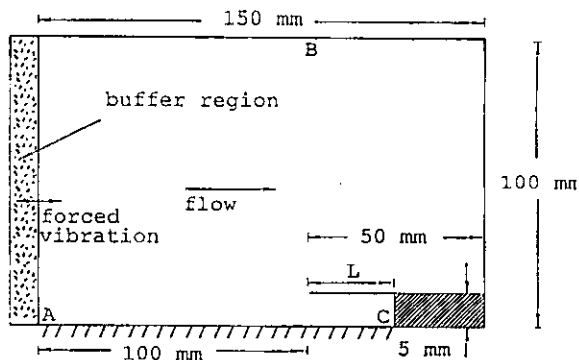 150 mm
B
buffer region
100 mm
flow
forced
vibration
50 mm
L
A
C
100 mm
5 mm